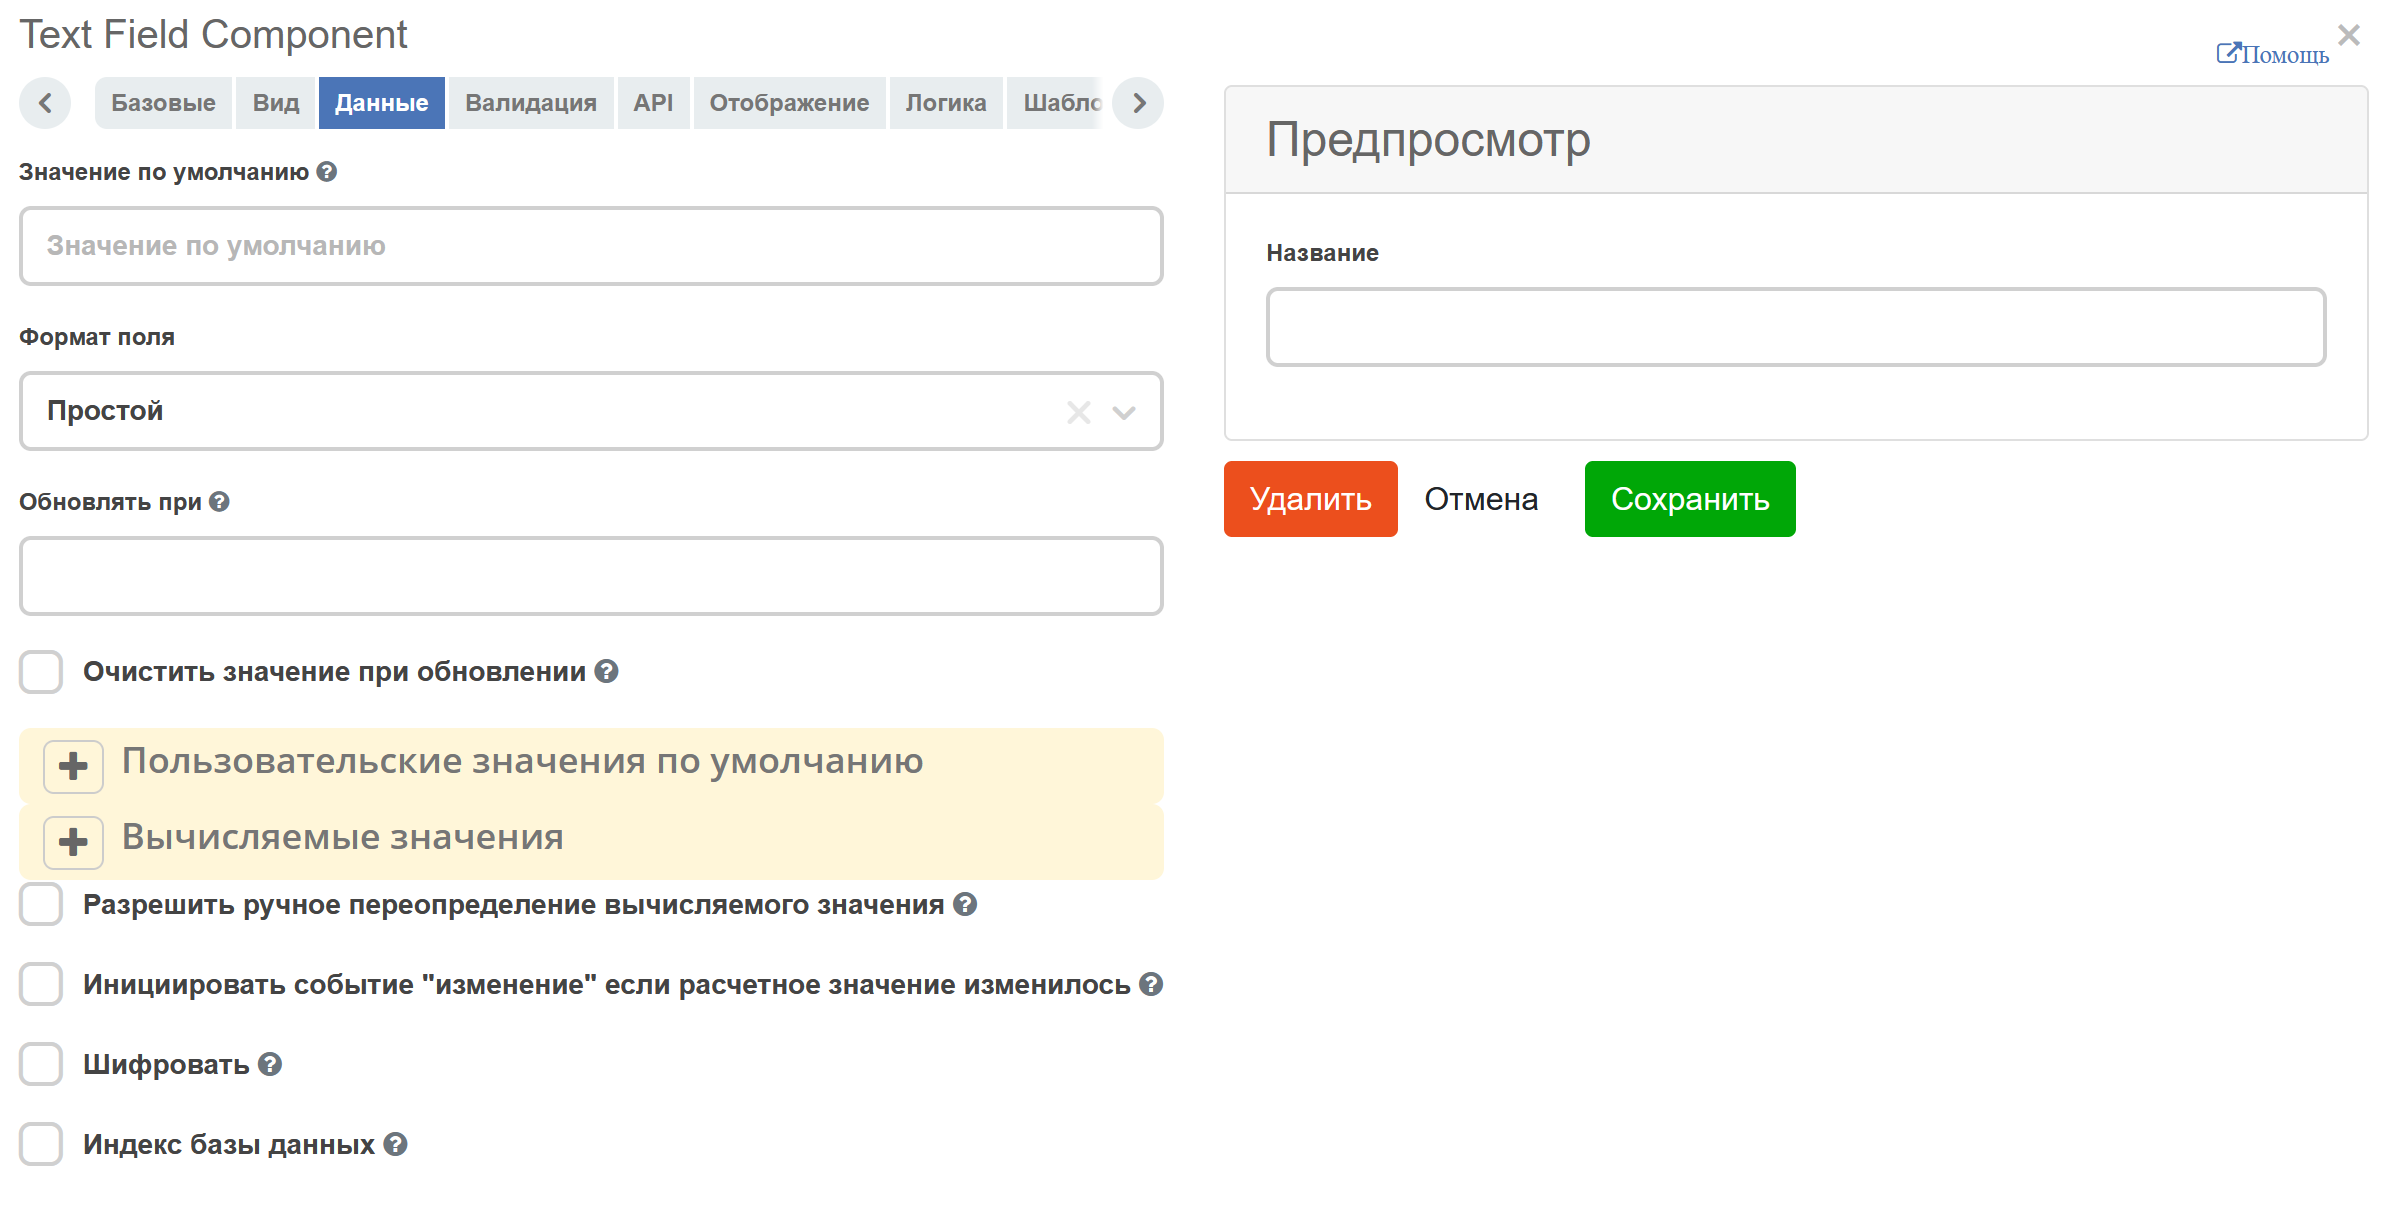 Text Field Component
Помощь
Базовые Вид Данные Валидация API Отображение Логика Шабло
Значение по умолчанию
Значение по умолчанию
Формат поля
Простой
Обновлять при
Очистить значение при обновлении
Пользовательские значения по умолчанию
Вычисляемые значения
Разрешить ручное переопределение вычисляемого значения
Инициировать событие "изменение" если расчетное значение изменилось
Шифровать
Индекс базы данных
Предпросмотр
Название
Удалить Отмена Сохранить